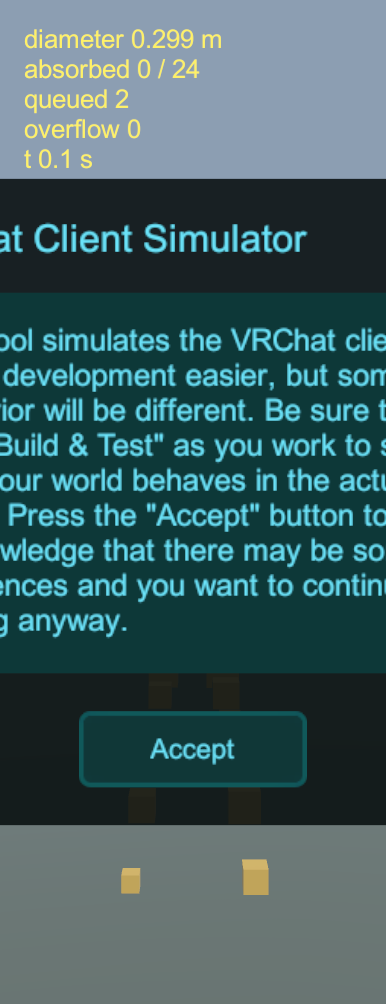 diameter 0.299 m
absorbed 0 / 24
queued 2
overflow 0
t 0.1 s
at Client Simulator
ool simulates the VRChat clie
development easier, but som
ior will be different. Be sure t
Build & Test" as you work to s
our world behaves in the actu
Press the "Accept" button to
wledge that there may be so
ences and you want to continu
g anyway.
Accept